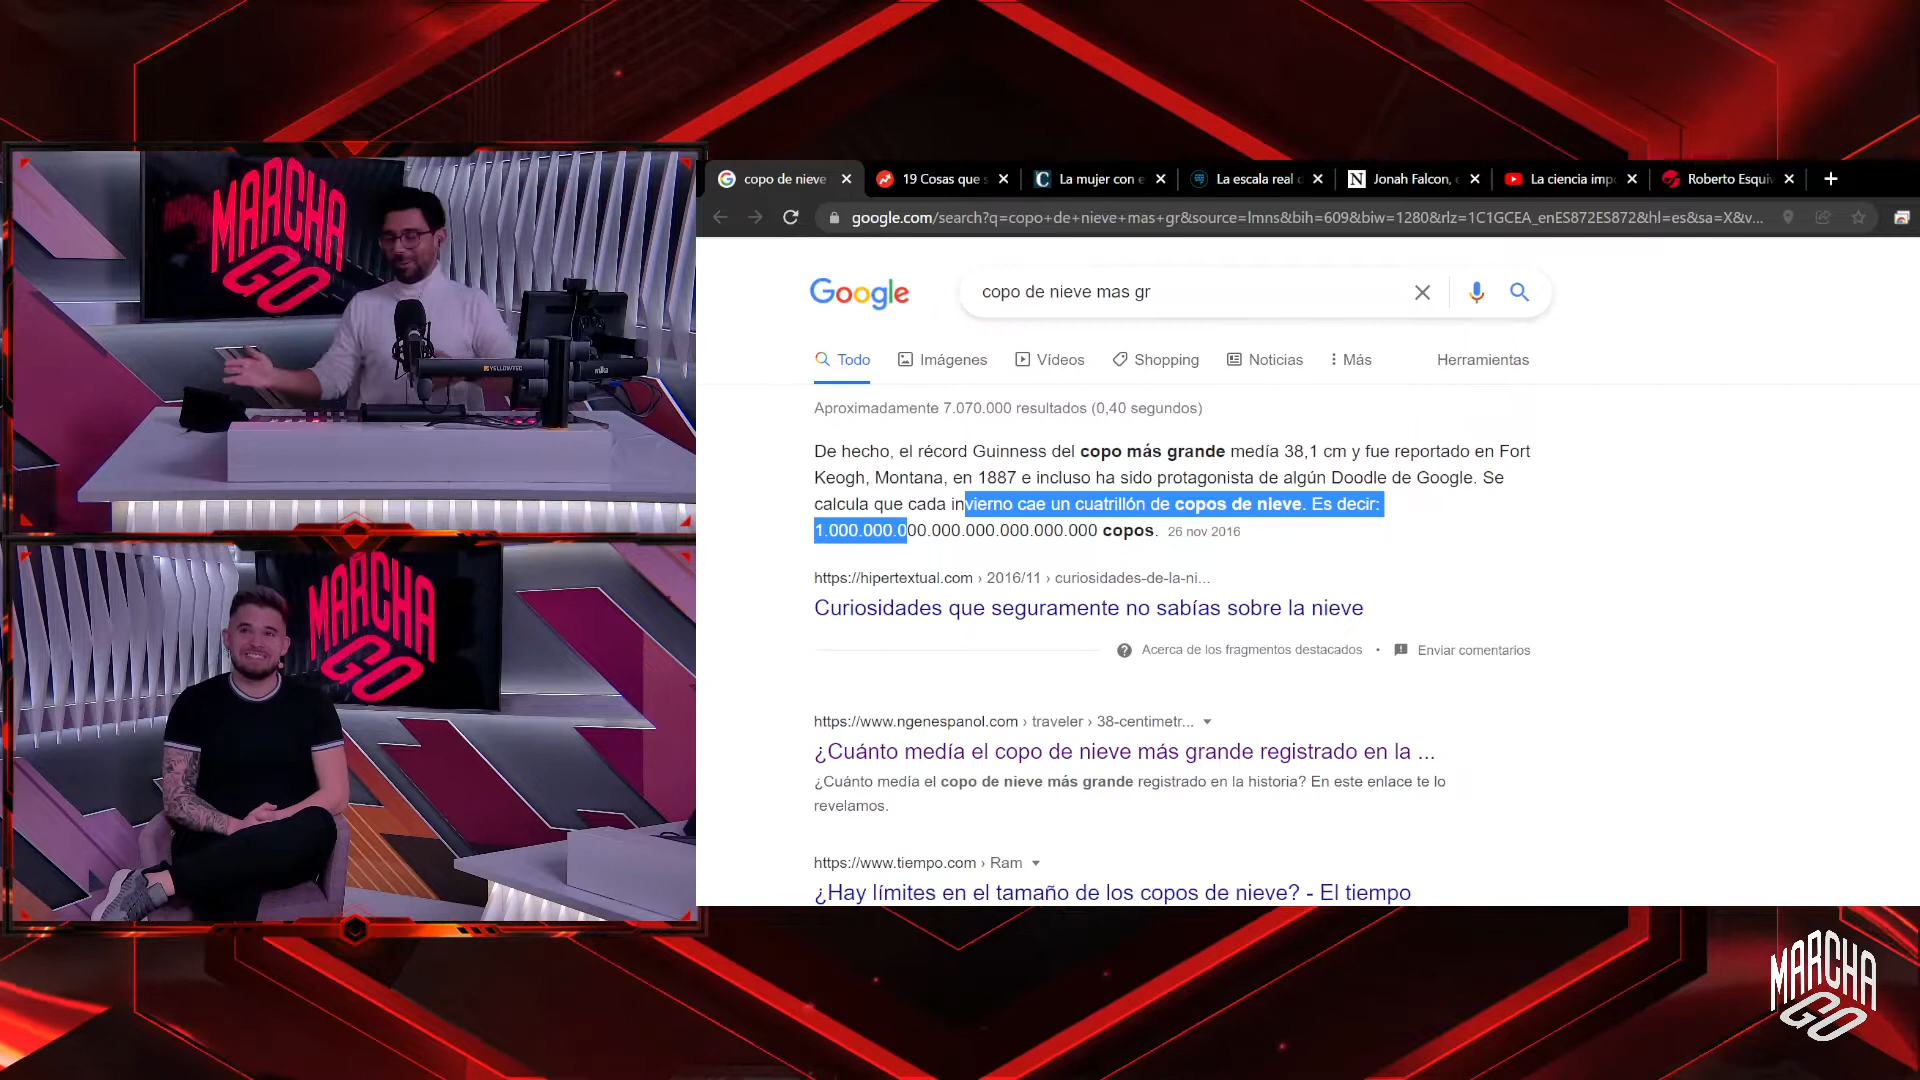 MARCHA
GO
YELLOWTEC
mika
MARCHA
GO
copo de nieve
19 Cosas que s
La mujer con e
La escala real d
Jonah Falcon, e
La ciencia impo
Roberto Esquiv
google.com/search?q=copo+de+nieve+mas+gr&source=lmns&bih=609&biw=1280&rlz=1C1GCEA_enES872ES872&hl=es&sa=X&v...
Google
copo de nieve mas gr
Todo
Imágenes
Vídeos
Shopping
Noticias
Más
Herramientas
Aproximadamente 7.070.000 resultados (0,40 segundos)
De hecho, el récord Guinness del copo más grande medía 38,1 cm y fue reportado en Fort
Keogh, Montana, en 1887 e incluso ha sido protagonista de algún Doodle de Google. Se
calcula que cada invierno cae un cuatrillón de copos de nieve. Es decir:
1.000.000.000.000.000.000.000.000 copos. 26 nov 2016
https://hipertextual.com › 2016/11 › curiosidades-de-la-ni...
Curiosidades que seguramente no sabías sobre la nieve
Acerca de los fragmentos destacados • Enviar comentarios
https://www.ngenespanol.com › traveler › 38-centimetr...
¿Cuánto medía el copo de nieve más grande registrado en la ...
¿Cuánto medía el copo de nieve más grande registrado en la historia? En este enlace te lo
revelamos.
https://www.tiempo.com › Ram
¿Hay límites en el tamaño de los copos de nieve? - El tiempo
MARCHA
GO